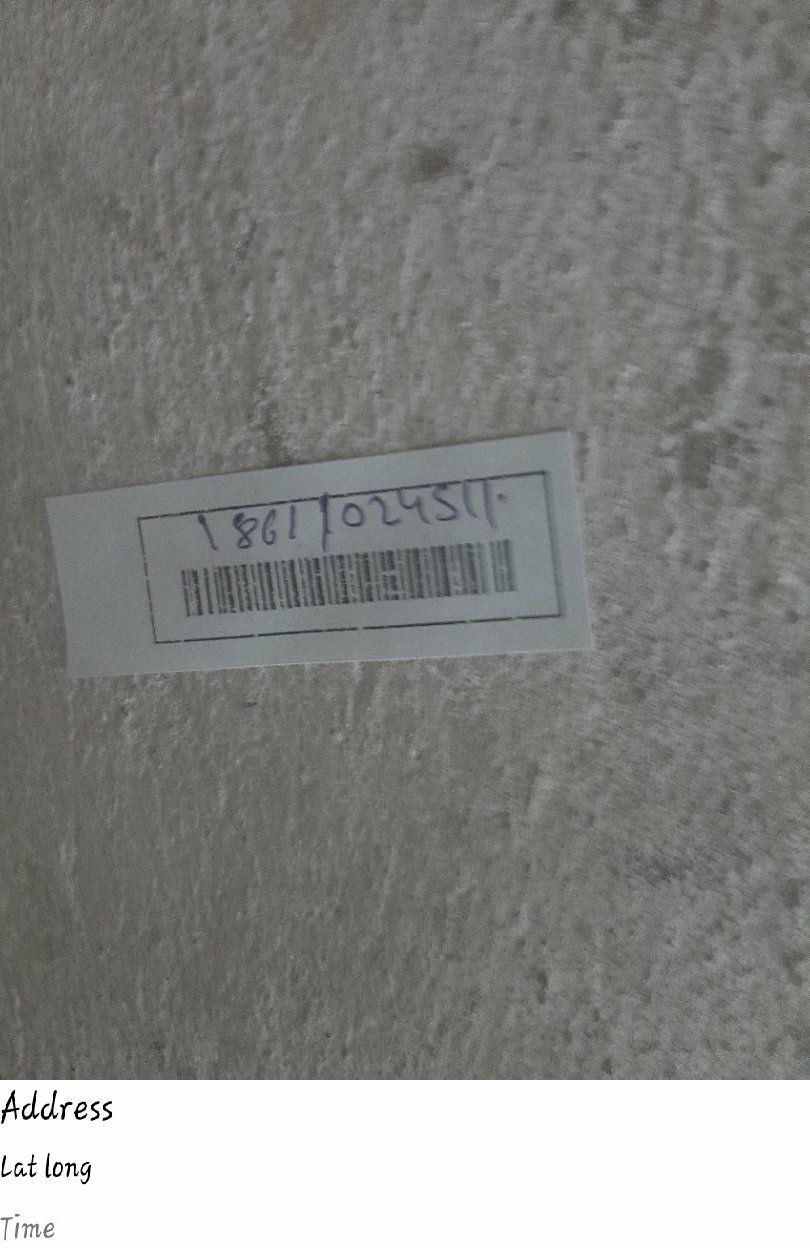 1861/024511.
Address
Lat long
Time